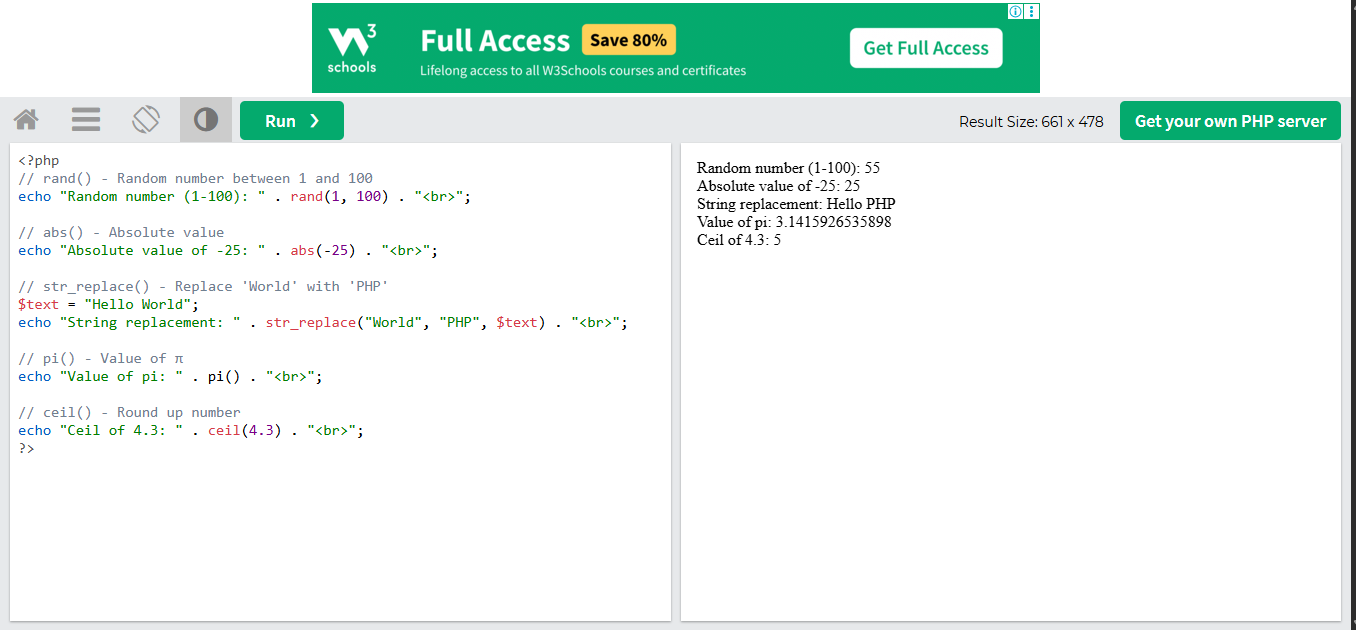 W3
schools
Full Access
Save 80%
Lifelong access to all W3Schools courses and certificates
Get Full Access
Run ❯
Result Size: 661 x 478
Get your own PHP server
<?php
// rand() - Random number between 1 and 100
echo "Random number (1-100): " . rand(1, 100) . "<br>";
// abs() - Absolute value
echo "Absolute value of -25: " . abs(-25) . "<br>";
// str_replace() - Replace 'World' with 'PHP'
$text = "Hello World";
echo "String replacement: " . str_replace("World", "PHP", $text) . "<br>";
// pi() - Value of π
echo "Value of pi: " . pi() . "<br>";
// ceil() - Round up number
echo "Ceil of 4.3: " . ceil(4.3) . "<br>";
?>
Random number (1-100): 55
Absolute value of -25: 25
String replacement: Hello PHP
Value of pi: 3.1415926535898
Ceil of 4.3: 5